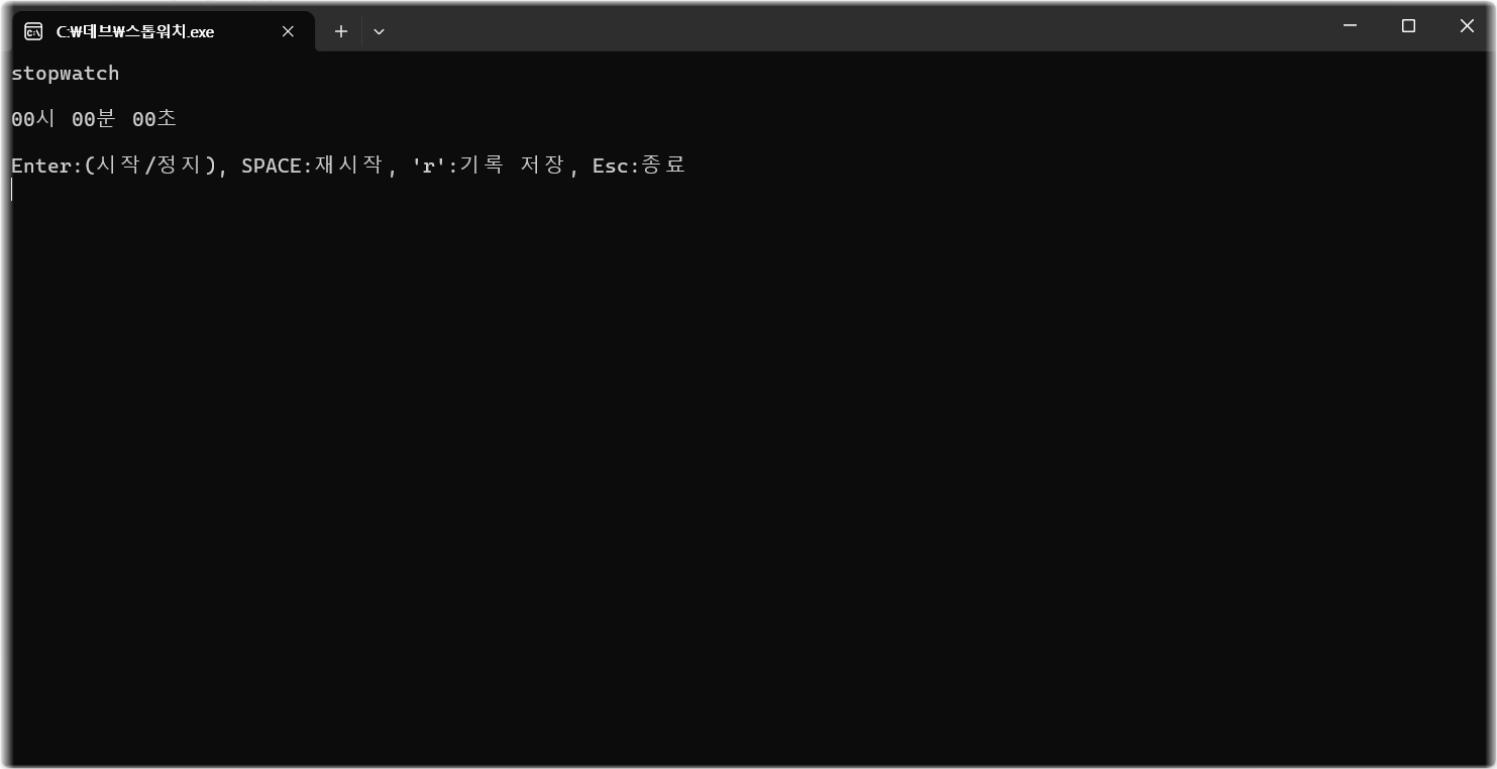 C:\데브\스톱워치.exe
stopwatch
00시 00분 00초
Enter:(시작/정지), SPACE:재시작, 'r':기록 저장, Esc:종료